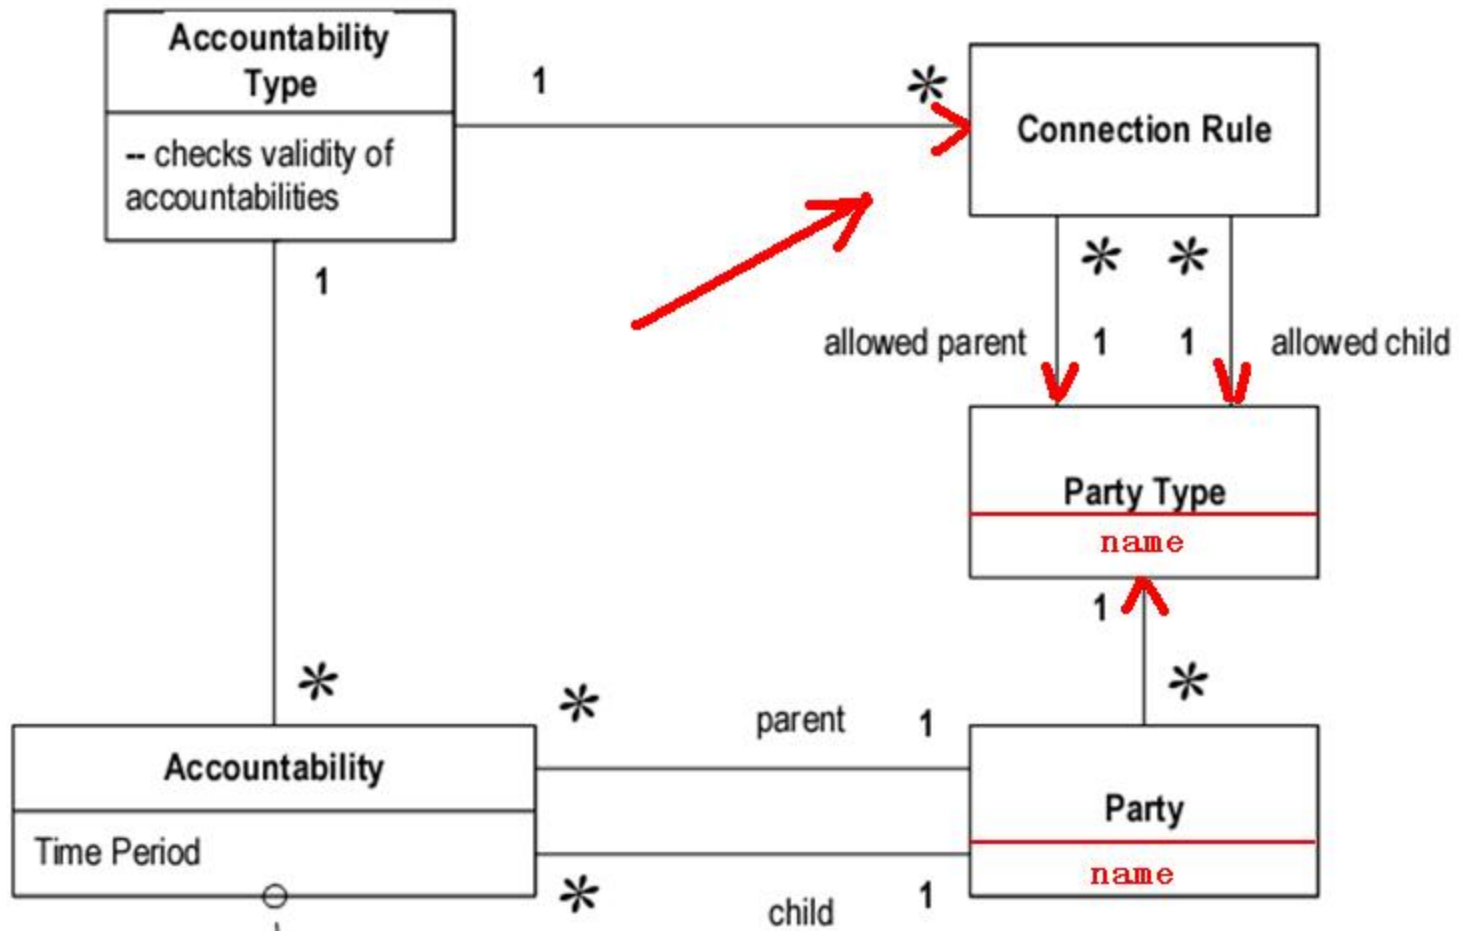 Accountability
Type
-- checks validity of
accountabilities
1
*
Connection Rule
1
*
*
allowed parent
1
1
allowed child
Party Type
name
1
*
*
*
parent
1
Accountability
Time Period
Party
name
*
child
1